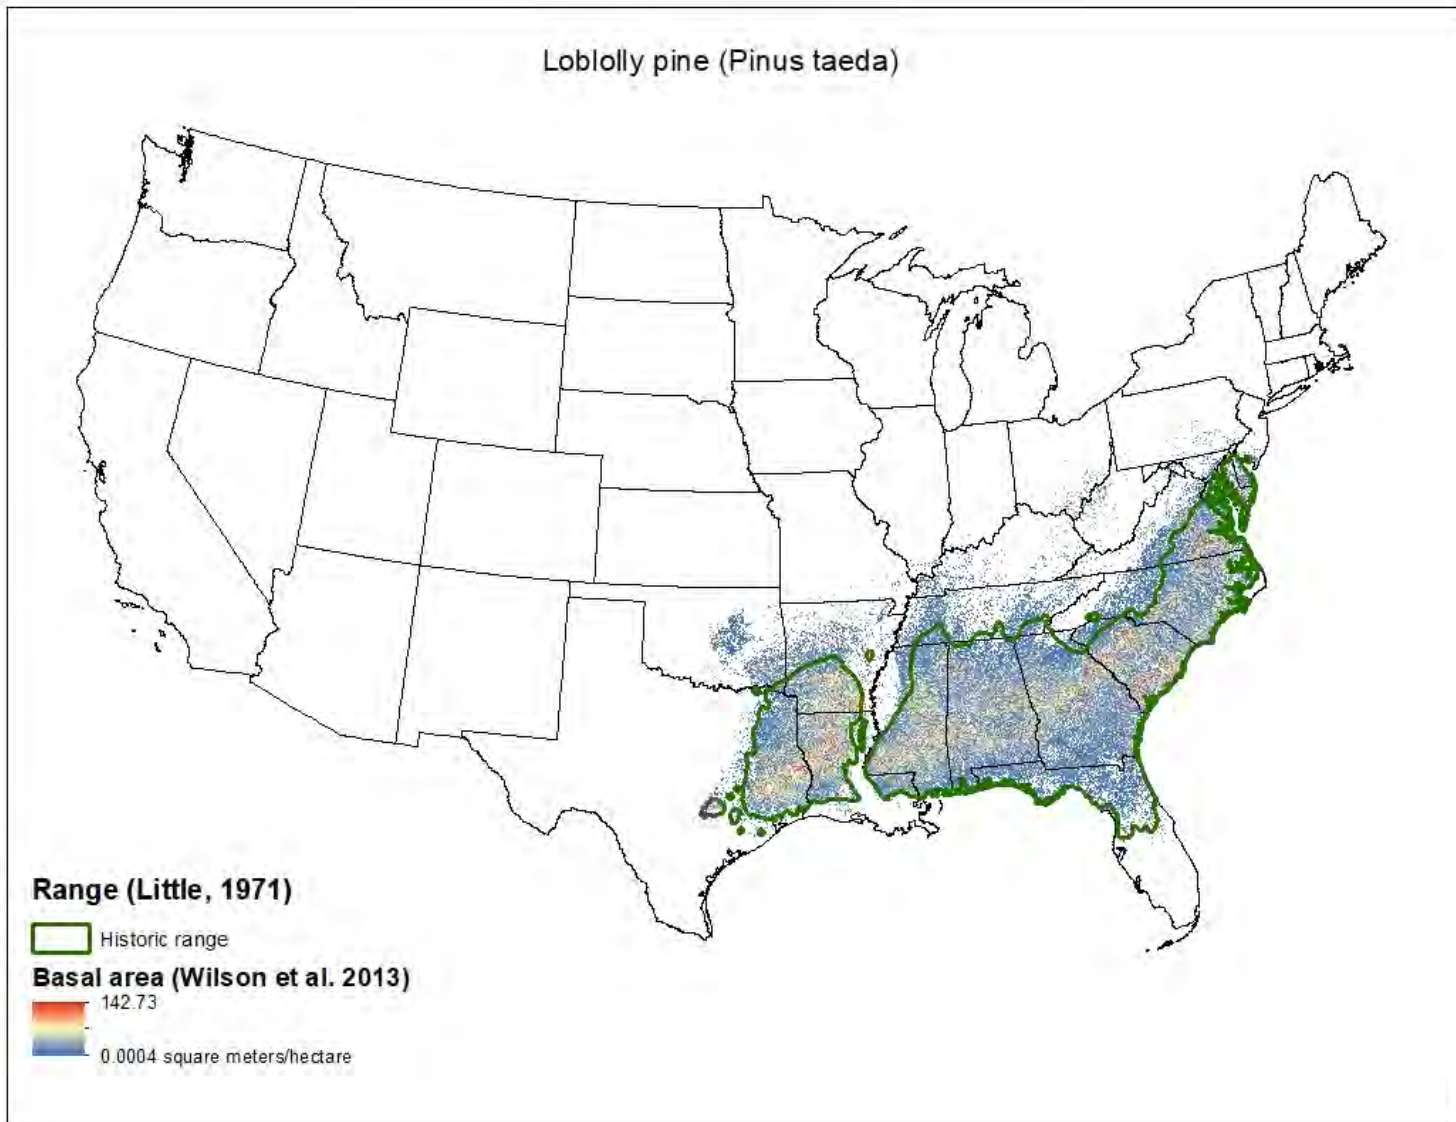 Loblolly pine (Pinus taeda)
Range (Little, 1971)
Historic range
Basal area (Wilson et al. 2013)
142.73
0.0004 square meters/hectare